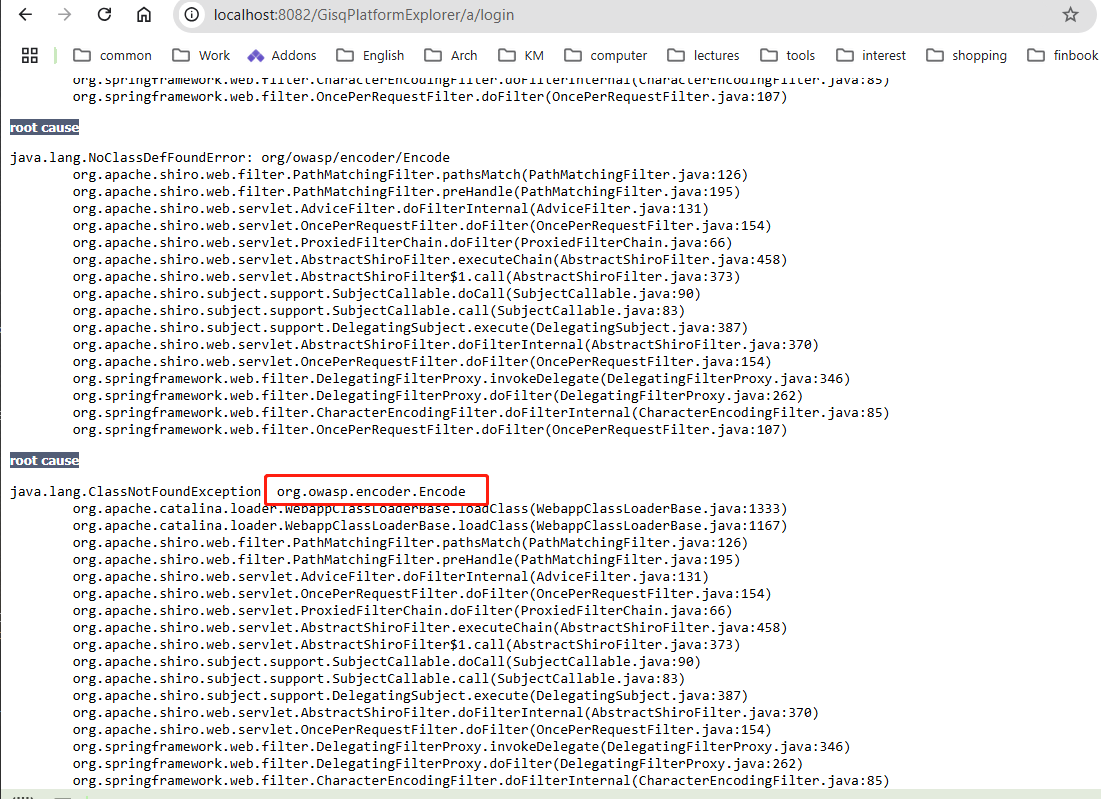 localhost:8082/GisqPlatformExplorer/a/login
common Work Addons English Arch KM computer lectures tools interest shopping finbook
org.springframework.web.filter.CharacterEncodingFilter.doFilterInternal(CharacterEncodingFilter.java:85)
org.springframework.web.filter.OncePerRequestFilter.doFilter(OncePerRequestFilter.java:107)
root cause
java.lang.NoClassDefFoundError: org/owasp/encoder/Encode
org.apache.shiro.web.filter.PathMatchingFilter.pathsMatch(PathMatchingFilter.java:126)
org.apache.shiro.web.filter.PathMatchingFilter.preHandle(PathMatchingFilter.java:195)
org.apache.shiro.web.servlet.AdviceFilter.doFilterInternal(AdviceFilter.java:131)
org.apache.shiro.web.servlet.OncePerRequestFilter.doFilter(OncePerRequestFilter.java:154)
org.apache.shiro.web.servlet.ProxiedFilterChain.doFilter(ProxiedFilterChain.java:66)
org.apache.shiro.web.servlet.AbstractShiroFilter.executeChain(AbstractShiroFilter.java:458)
org.apache.shiro.web.servlet.AbstractShiroFilter$1.call(AbstractShiroFilter.java:373)
org.apache.shiro.subject.support.SubjectCallable.doCall(SubjectCallable.java:90)
org.apache.shiro.subject.support.SubjectCallable.call(SubjectCallable.java:83)
org.apache.shiro.subject.support.DelegatingSubject.execute(DelegatingSubject.java:387)
org.apache.shiro.web.servlet.AbstractShiroFilter.doFilterInternal(AbstractShiroFilter.java:370)
org.apache.shiro.web.servlet.OncePerRequestFilter.doFilter(OncePerRequestFilter.java:154)
org.springframework.web.filter.DelegatingFilterProxy.invokeDelegate(DelegatingFilterProxy.java:346)
org.springframework.web.filter.DelegatingFilterProxy.doFilter(DelegatingFilterProxy.java:262)
org.springframework.web.filter.CharacterEncodingFilter.doFilterInternal(CharacterEncodingFilter.java:85)
org.springframework.web.filter.OncePerRequestFilter.doFilter(OncePerRequestFilter.java:107)
root cause
java.lang.ClassNotFoundException org.owasp.encoder.Encode
org.apache.catalina.loader.WebappClassLoaderBase.loadClass(WebappClassLoaderBase.java:1333)
org.apache.catalina.loader.WebappClassLoaderBase.loadClass(WebappClassLoaderBase.java:1167)
org.apache.shiro.web.filter.PathMatchingFilter.pathsMatch(PathMatchingFilter.java:126)
org.apache.shiro.web.filter.PathMatchingFilter.preHandle(PathMatchingFilter.java:195)
org.apache.shiro.web.servlet.AdviceFilter.doFilterInternal(AdviceFilter.java:131)
org.apache.shiro.web.servlet.OncePerRequestFilter.doFilter(OncePerRequestFilter.java:154)
org.apache.shiro.web.servlet.ProxiedFilterChain.doFilter(ProxiedFilterChain.java:66)
org.apache.shiro.web.servlet.AbstractShiroFilter.executeChain(AbstractShiroFilter.java:458)
org.apache.shiro.web.servlet.AbstractShiroFilter$1.call(AbstractShiroFilter.java:373)
org.apache.shiro.subject.support.SubjectCallable.doCall(SubjectCallable.java:90)
org.apache.shiro.subject.support.SubjectCallable.call(SubjectCallable.java:83)
org.apache.shiro.subject.support.DelegatingSubject.execute(DelegatingSubject.java:387)
org.apache.shiro.web.servlet.AbstractShiroFilter.doFilterInternal(AbstractShiroFilter.java:370)
org.apache.shiro.web.servlet.OncePerRequestFilter.doFilter(OncePerRequestFilter.java:154)
org.springframework.web.filter.DelegatingFilterProxy.invokeDelegate(DelegatingFilterProxy.java:346)
org.springframework.web.filter.DelegatingFilterProxy.doFilter(DelegatingFilterProxy.java:262)
org.springframework.web.filter.CharacterEncodingFilter.doFilterInternal(CharacterEncodingFilter.java:85)